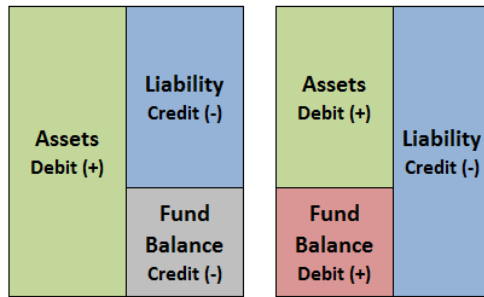 Assets
Debit (+)
Liability
Credit (-)
Fund
Balance
Credit (-)
Assets
Debit (+)
Fund
Balance
Debit (+)
Liability
Credit (-)